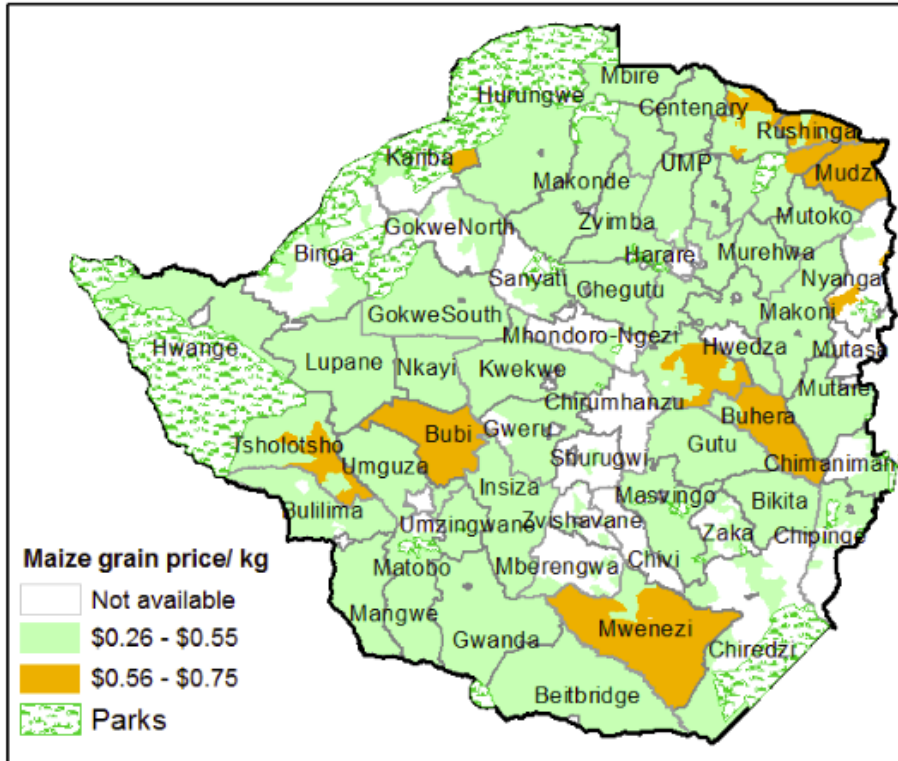 Mbire
Hurungwe
Centenary
Rushinga
Kariba
UMP
Mudzi
Makonde
Mutoko
Zvimba
GokweNorth
Binga
Harare
Murehwa
Sanyati
Nyanga
Chegutu
Makoni
GokweSouth
Mhondoro-Ngezi
Hwedza
Hwange
Mutasa
Lupane
Nkayi
Kwekwe
Mutare
Chirumhanzu
Buhera
Bubi
Gweru
Tsholotsho
Gutu
Umguza
Shurugwi
Chimaniman
Insiza
Masvingo
Bikita
Bulilima
Umzingwane
Zvishavane
Zaka
Chipinge
Maize grain price/ kg
Chivi
Matobo
Mberengwa
Not available
Mangwe
Mwenezi
$0.26 - $0.55
Gwanda
Chiredzi
$0.56 - $0.75
Beitbridge
Parks